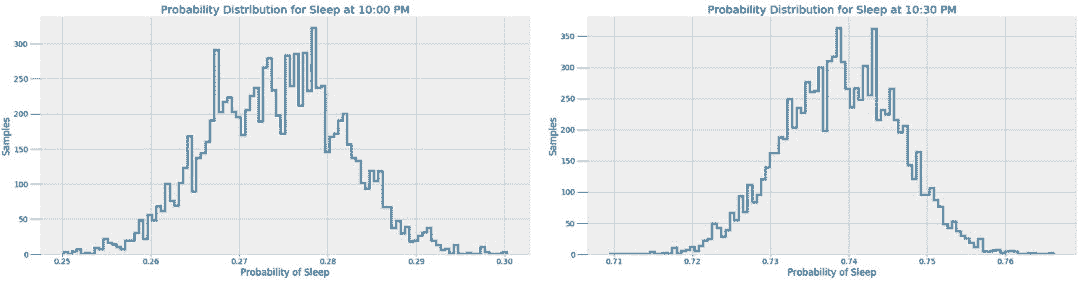 Probability Distribution for Sleep at 10:00 PM
Samples
300
250
200
150
100
50
0
0.25 0.26 0.27 0.28 0.29 0.30
Probability of Sleep
Probability Distribution for Sleep at 10:30 PM
Samples
350
300
250
200
150
100
50
0
0.71 0.72 0.73 0.74 0.75 0.76
Probability of Sleep